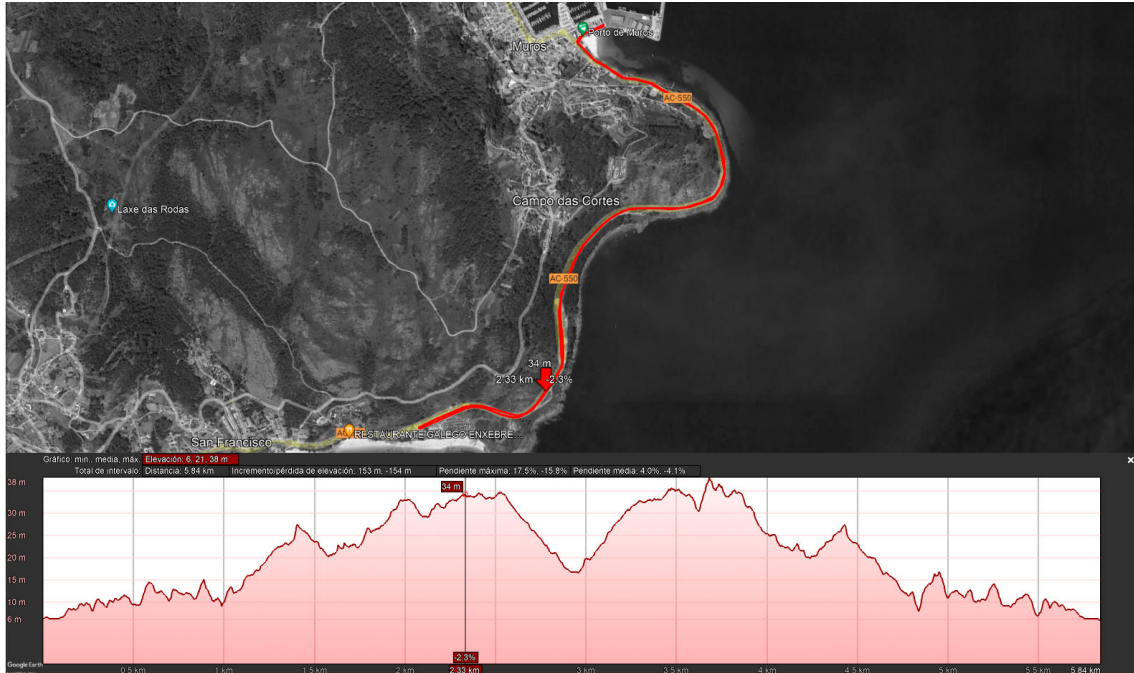 Porto de Muros
Muros
AC-550
Campo das Cortes
Laxe das Rodas
AC-550
34 m
2.33 km -2.3%
RESTAURANTE GALEGO ENXEBRE...
San Francisco
Gráfico: min., media, máx. Elevación: 6, 21, 38 m
Total de intervalo: Distancia: 5.84 km Incremento/pérdida de elevación: 153 m, -154 m Pendiente máxima: 17.5%, -15.8% Pendiente media: 4.0%, -4.1%
38 m
34 m
30 m
25 m
20 m
15 m
10 m
6 m
-2.3%
Google Earth
0.5 km 1 km 1.5 km 2 km 2.33 km 3 km 3.5 km 4 km 4.5 km 5 km 5.5 km 5.84 km